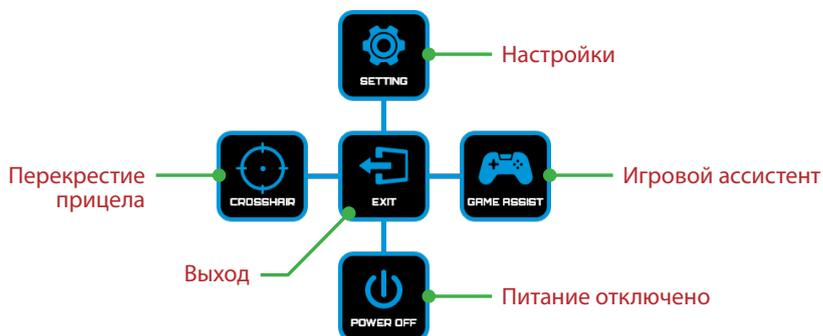 SETTING
Настройки
Перекрестие
прицела
CROSSHAIR
EXIT
GAME ASSIST
Игровой ассистент
Выход
POWER OFF
Питание отключено